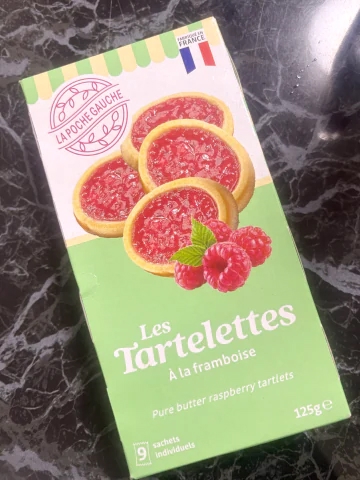 FABRIQUÉ EN
FRANCE
LA POCHE GAUCHE
Les
Tartelettes
À la framboise
Pure butter raspberry tartlets
9 sachets
individuels
125g e